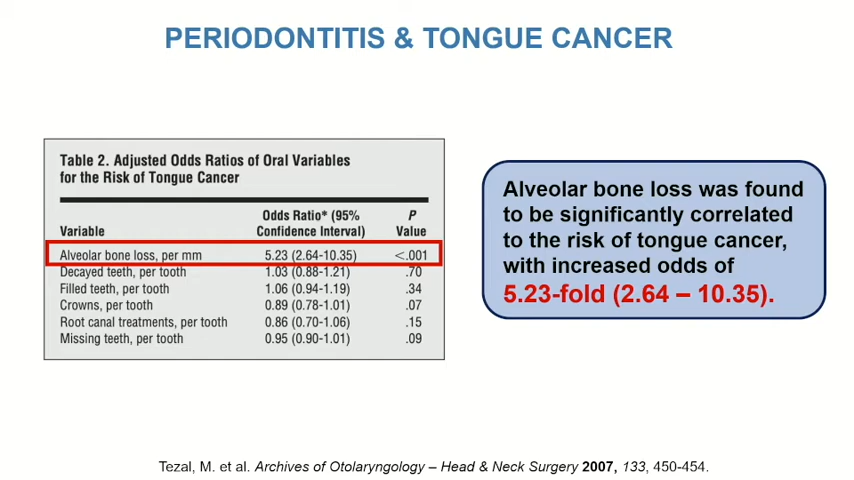 PERIODONTITIS & TONGUE CANCER
Table 2. Adjusted Odds Ratios of Oral Variables
for the Risk of Tongue Cancer
Variable Odds Ratio* (95% Confidence Interval) P Value
Alveolar bone loss, per mm 5.23 (2.64-10.35) <.001
Decayed teeth, per tooth 1.03 (0.88-1.21) .70
Filled teeth, per tooth 1.06 (0.94-1.19) .34
Crowns, per tooth 0.89 (0.78-1.01) .07
Root canal treatments, per tooth 0.86 (0.70-1.06) .15
Missing teeth, per tooth 0.95 (0.90-1.01) .09
Alveolar bone loss was found
to be significantly correlated
to the risk of tongue cancer,
with increased odds of
5.23-fold (2.64 – 10.35).
Tezal, M. et al. Archives of Otolaryngology – Head & Neck Surgery 2007, 133, 450-454.